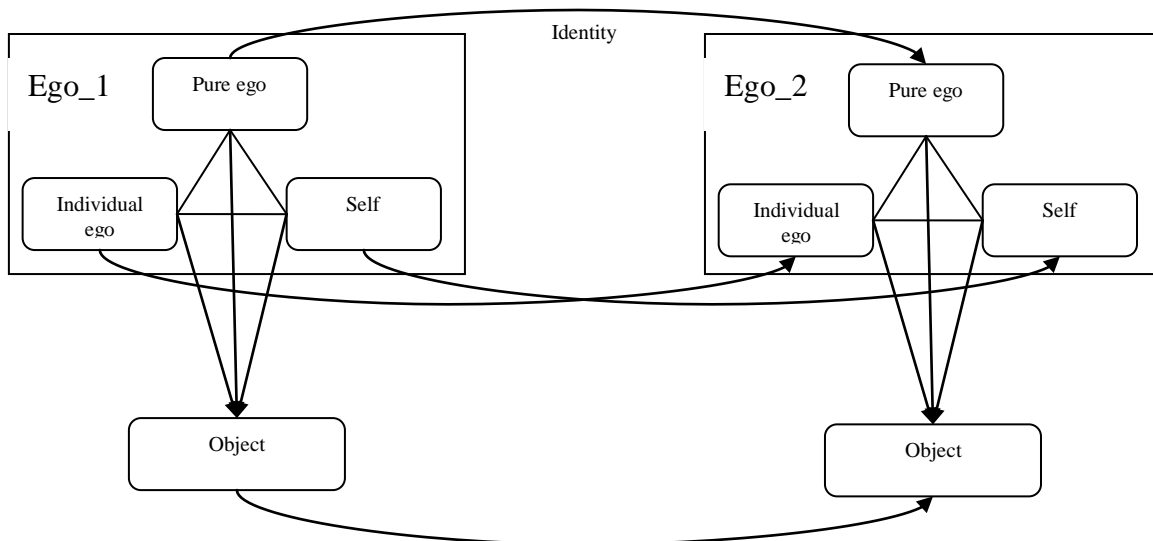 Identity
Ego_1
Pure ego
Individual
ego
Self
Object
Ego_2
Pure ego
Individual
ego
Self
Object